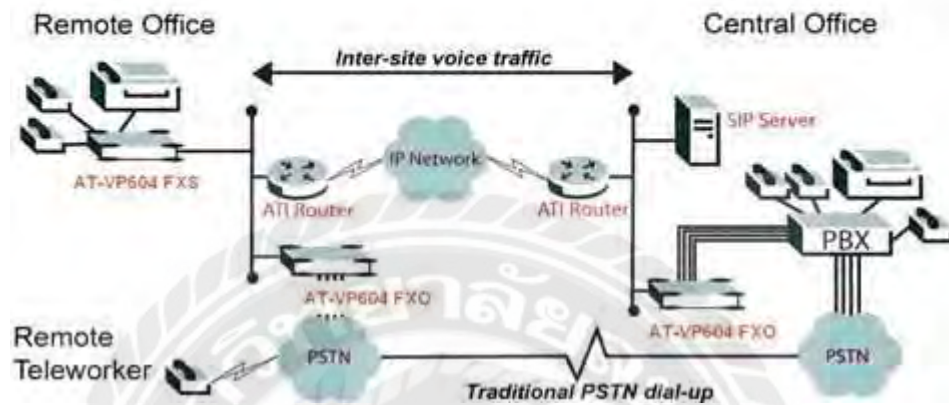 Remote Office
Central Office
Inter-site voice traffic
SIP Server
IP Network
AT-VP604 FXS
ATI Router
ATI Router
PBX
AT-VP604 FXO
AT-VP604 FXO
Remote
Teleworker
PSTN
PSTN
Traditional PSTN dial-up